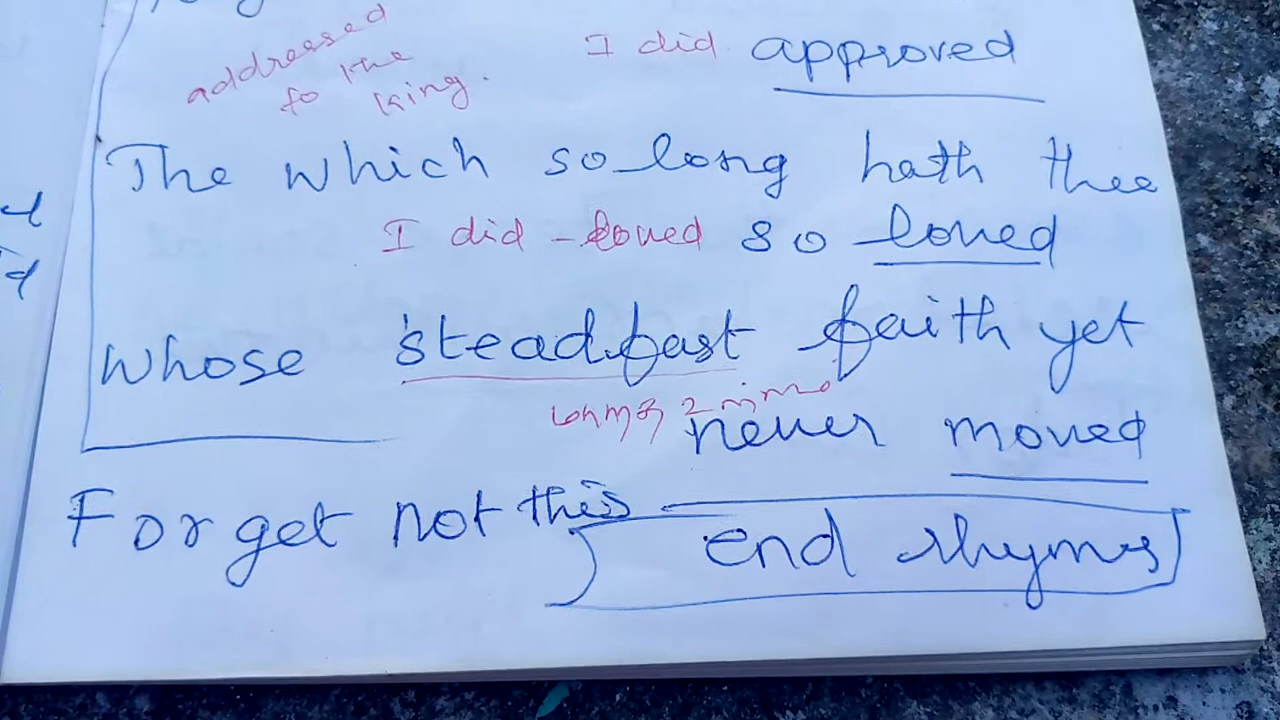 addressed
to the
king.
I did approved
The which so long hath thee
I did loved so loved
Whose steadfast faith yet
never moved
Forget not this
end rhymes